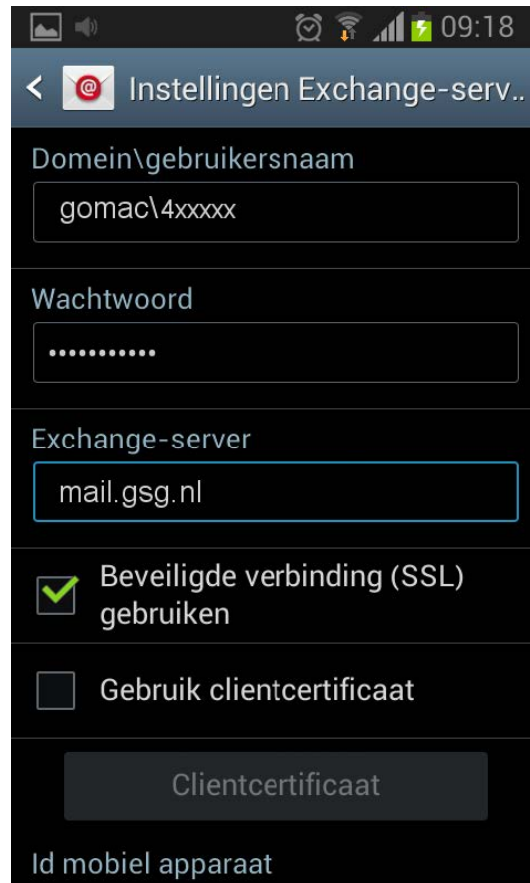 09:18
Instellingen Exchange-serv..
Domein\gebruikersnaam
gomac\4xxxxx
Wachtwoord
•••••••••••
Exchange-server
mail.gsg.nl
Beveiligde verbinding (SSL)
gebruiken
Gebruik clientcertificaat
Clientcertificaat
Id mobiel apparaat